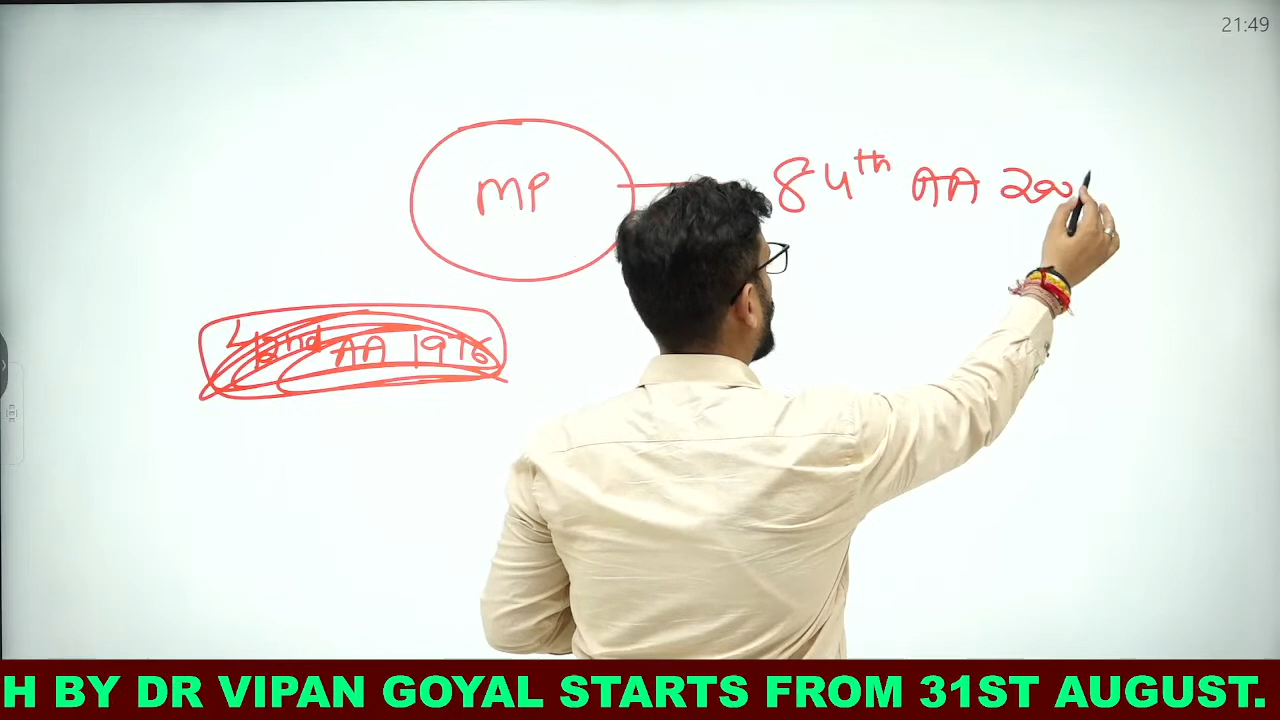 21:49
MP
84th AA 200
42nd AA 1976
H BY DR VIPAN GOYAL STARTS FROM 31ST AUGUST.